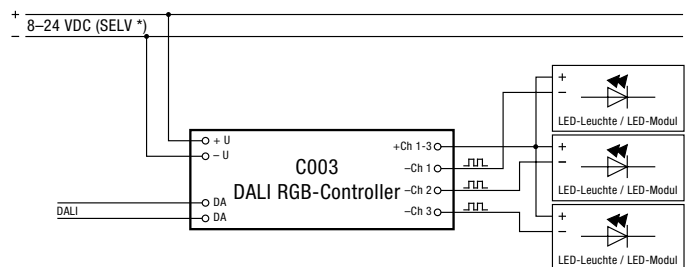 +
8–24 VDC (SELV *)
–
+ U
– U
DALI
DA
DA
C003
DALI RGB-Controller
+Ch 1-3
–Ch 1
–Ch 2
–Ch 3
+
–
LED-Leuchte / LED-Modul
+
–
LED-Leuchte / LED-Modul
+
–
LED-Leuchte / LED-Modul